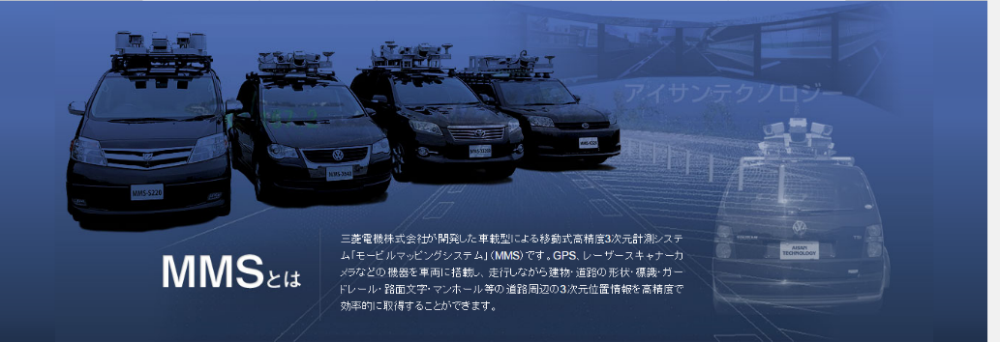 アイサンテクノロジー
MMS-S220
MMS-X640
MMS-X320R
MMS-X320
AISAN
TECHNOLOGY
MMSとは
三菱電機株式会社が開発した車載型による移動式高精度3次元計測システ
ム「モービルマッピングシステム」（MMS）です。GPS、レーザースキャナーカ
メラなどの機器を車両に搭載し、走行しながら建物・道路の形状・標識・ガー
ドレール・路面文字・マンホール等の道路周辺の3次元位置情報を高精度で
効率的に取得することができます。